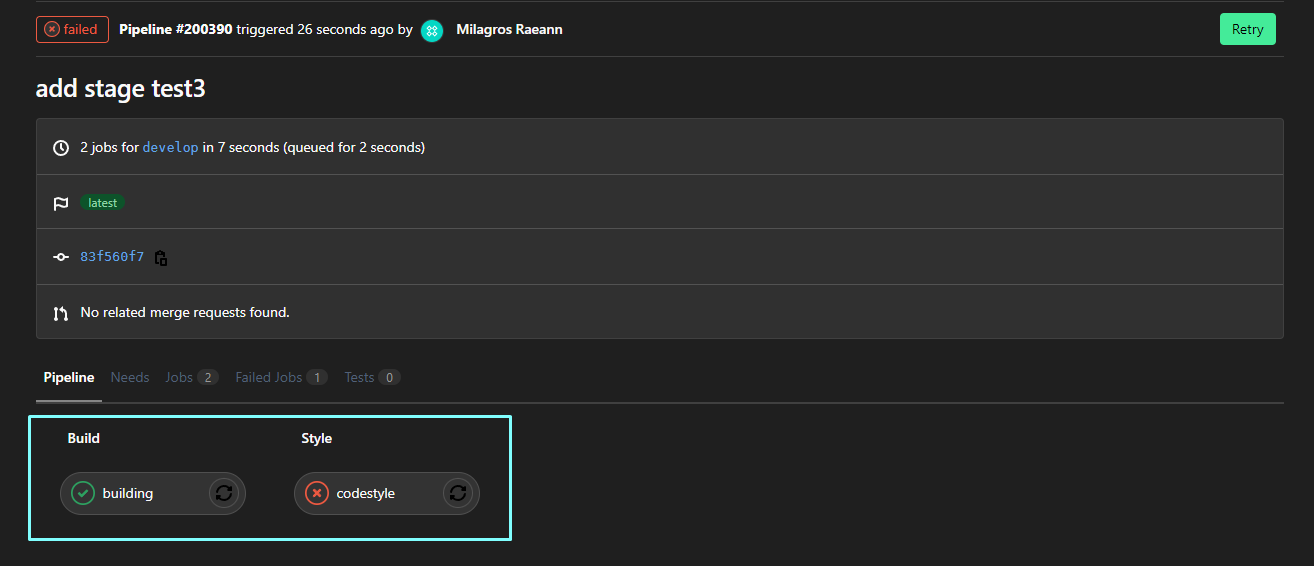 failed Pipeline #200390 triggered 26 seconds ago by Milagros Raeann Retry
add stage test3
2 jobs for develop in 7 seconds (queued for 2 seconds)
latest
83f560f7
No related merge requests found.
Pipeline Needs Jobs 2 Failed Jobs 1 Tests 0
Build Style
building codestyle